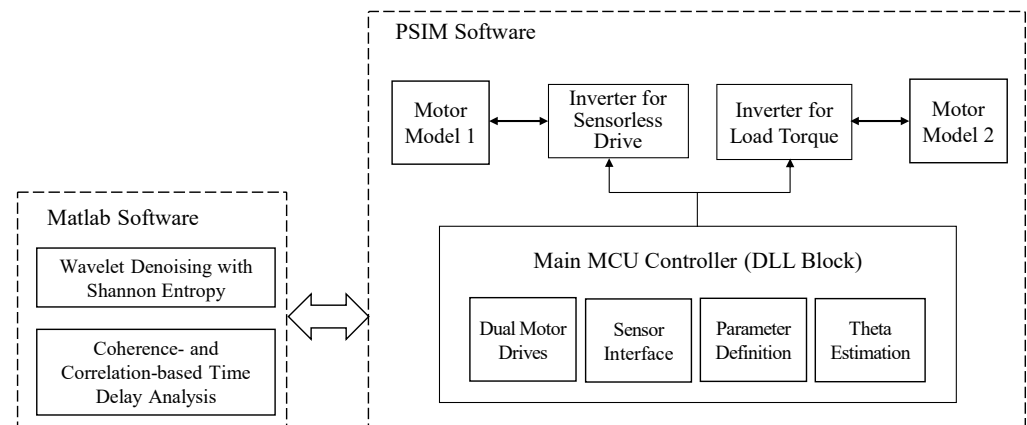 PSIM Software
Motor
Model 1
Inverter for
Sensorless
Drive
Inverter for
Load Torque
Motor
Model 2
Matlab Software
Wavelet Denoising with
Shannon Entropy
Coherence- and
Correlation-based Time
Delay Analysis
Main MCU Controller (DLL Block)
Dual Motor
Drives
Sensor
Interface
Parameter
Definition
Theta
Estimation